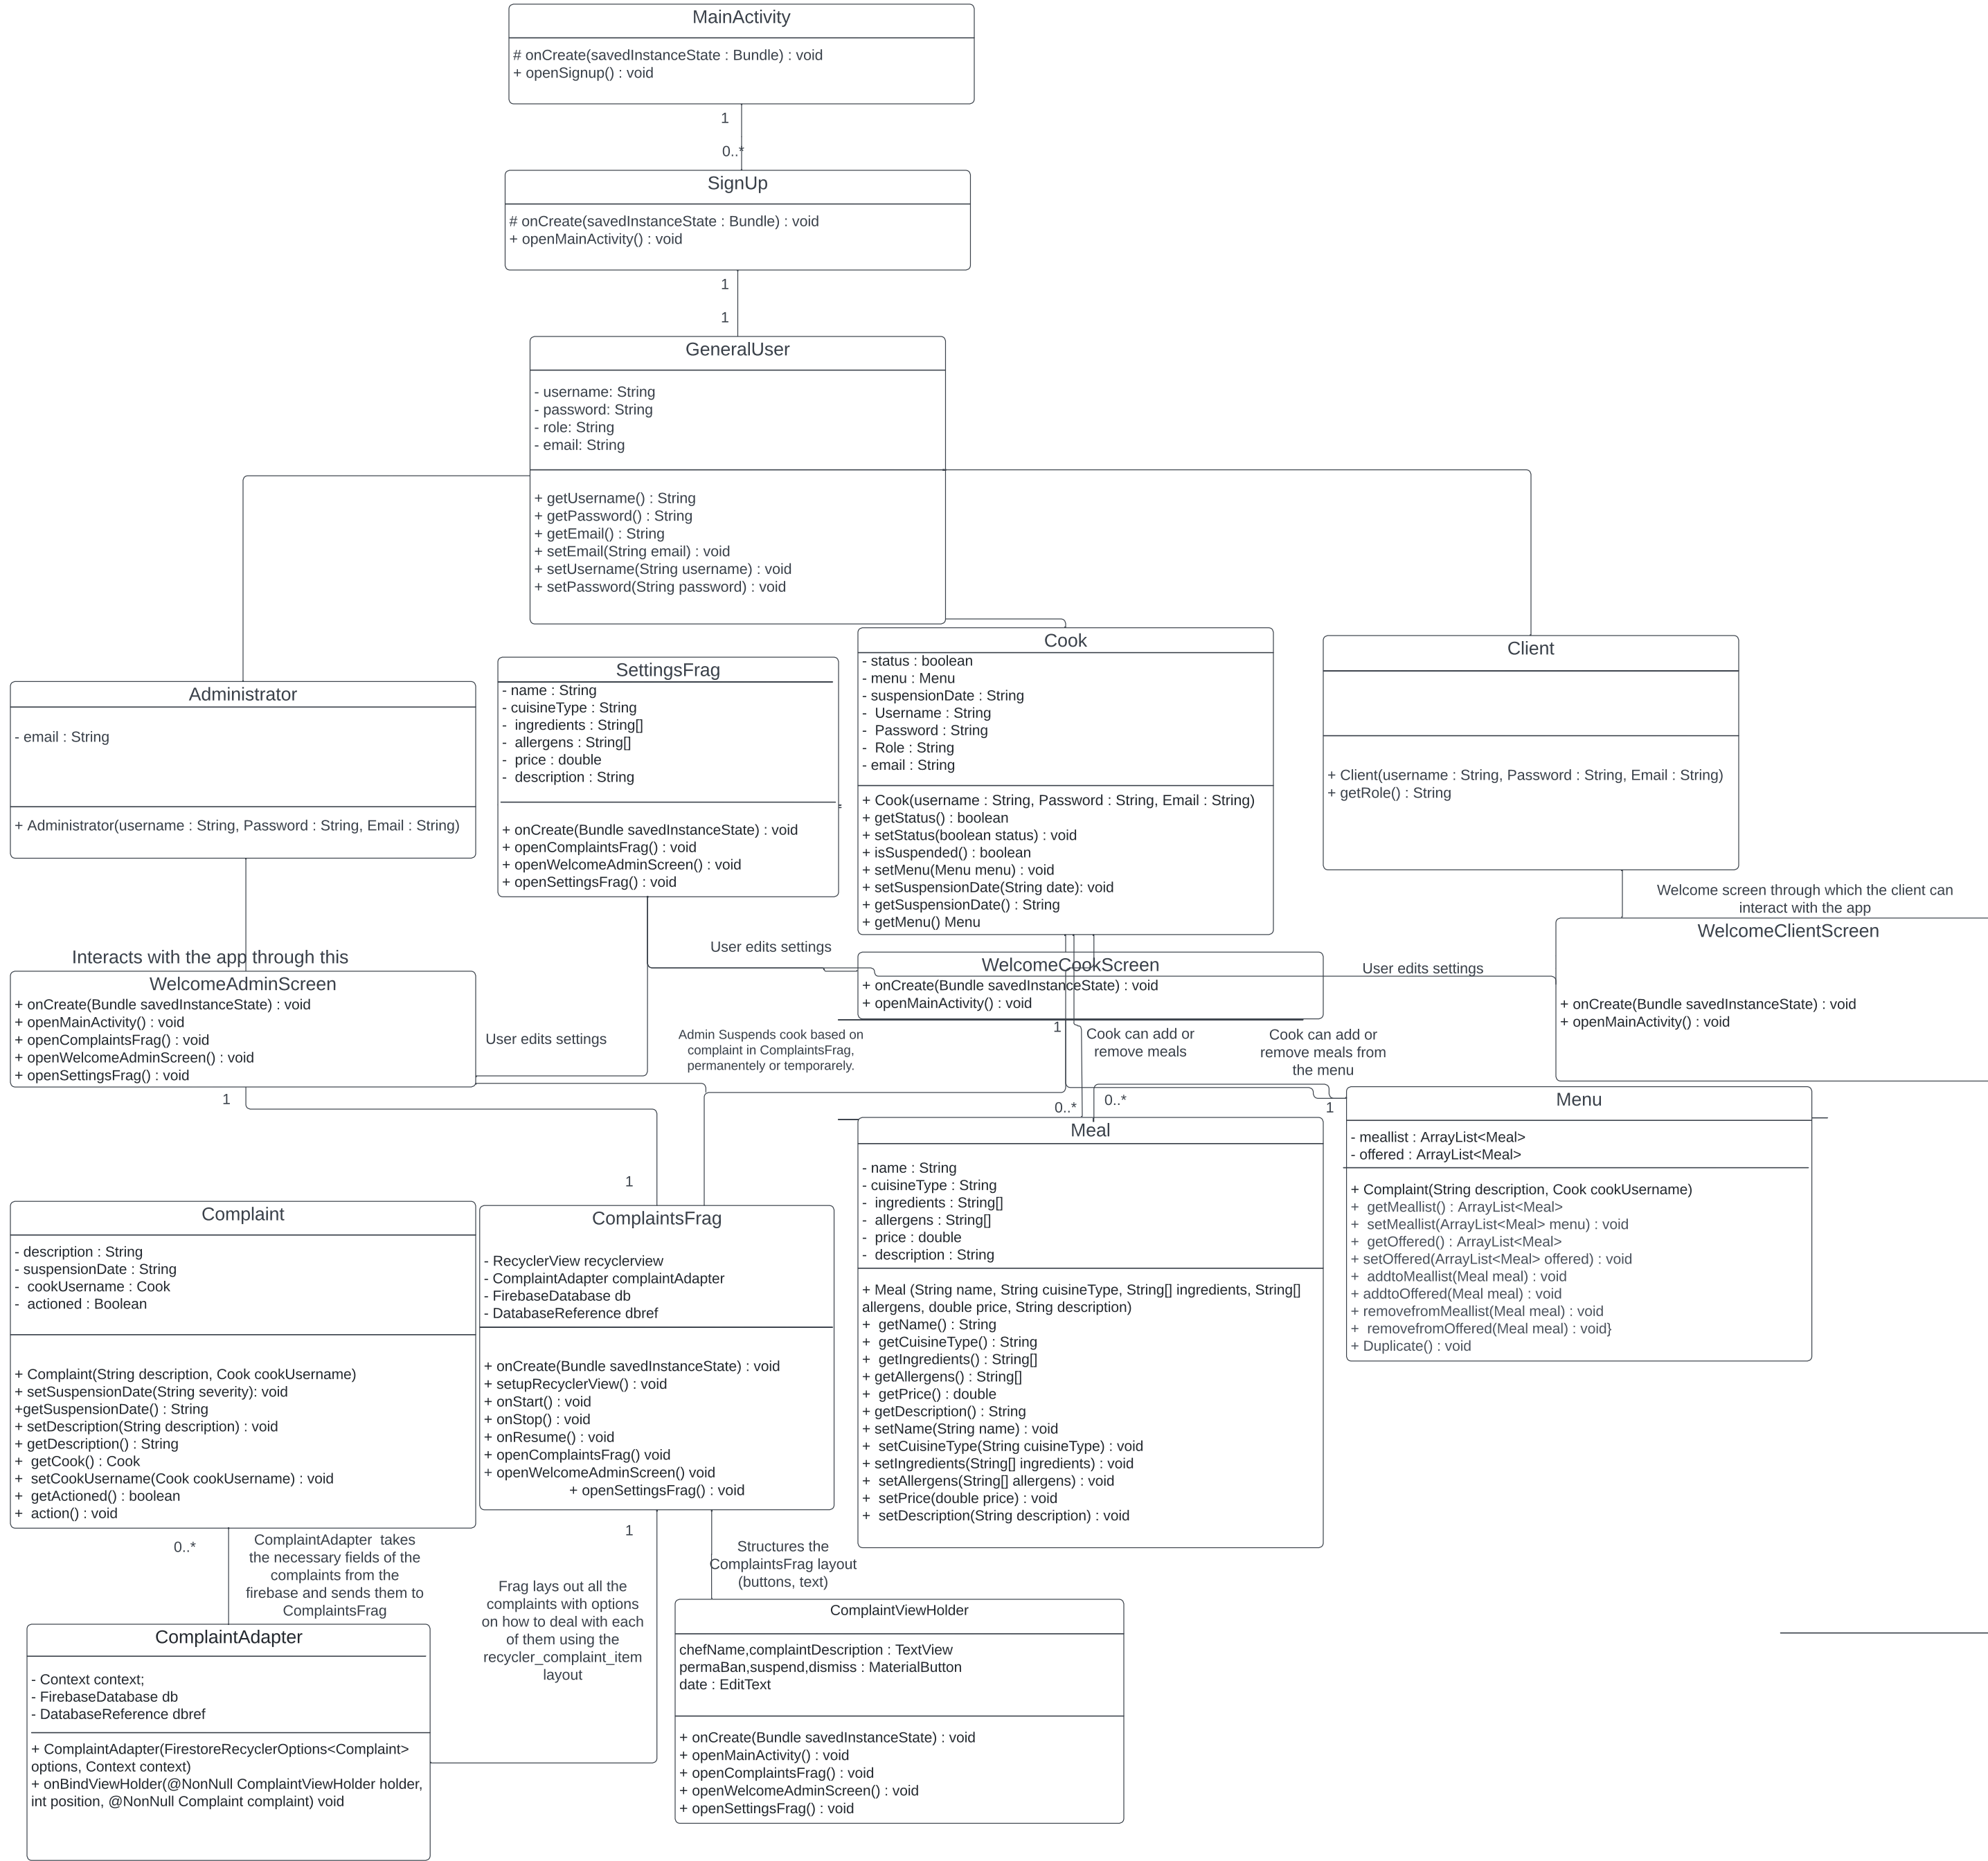 MainActivity
# onCreate(savedInstanceState : Bundle) : void
+ openSignup() : void
1
0..*
SignUp
# onCreate(savedInstanceState : Bundle) : void
+ openMainActivity() : void
1
1
GeneralUser
- username: String
- password: String
- role: String
- email: String
+ getUsername() : String
+ getPassword() : String
+ getEmail() : String
+ setEmail(String email) : void
+ setUsername(String username) : void
+ setPassword(String password) : void
Administrator
- email : String
+ Administrator(username : String, Password : String, Email : String)
SettingsFrag
- name : String
- cuisineType : String
-  ingredients : String[]
-  allergens : String[]
-  price : double
-  description : String
+ onCreate(Bundle savedInstanceState) : void
+ openComplaintsFrag() : void
+ openWelcomeAdminScreen() : void
+ openSettingsFrag() : void
Cook
- status : boolean
- menu : Menu
- suspensionDate : String
-  Username : String
-  Password : String
-  Role : String
- email : String
+ Cook(username : String, Password : String, Email : String)
+ getStatus() : boolean
+ setStatus(boolean status) : void
+ isSuspended() : boolean
+ setMenu(Menu menu) : void
+ setSuspensionDate(String date): void
+ getSuspensionDate() : String
+ getMenu() Menu
Client
+ Client(username : String, Password : String, Email : String)
+ getRole() : String
Welcome screen through which the client can
interact with the app
Interacts with the app through this
WelcomeAdminScreen
+ onCreate(Bundle savedInstanceState) : void
+ openMainActivity() : void
+ openComplaintsFrag() : void
+ openWelcomeAdminScreen() : void
+ openSettingsFrag() : void
User edits settings
WelcomeCookScreen
+ onCreate(Bundle savedInstanceState) : void
+ openMainActivity() : void
User edits settings
WelcomeClientScreen
+ onCreate(Bundle savedInstanceState) : void
+ openMainActivity() : void
User edits settings
Admin Suspends cook based on
complaint in ComplaintsFrag,
permanentely or temporarely.
1
Cook can add or
remove meals
Cook can add or
remove meals from
the menu
1
1
0..*
0..*
1
Complaint
- description : String
- suspensionDate : String
-  cookUsername : Cook
-  actioned : Boolean
+ Complaint(String description, Cook cookUsername)
+ setSuspensionDate(String severity): void
+getSuspensionDate() : String
+ setDescription(String description) : void
+ getDescription() : String
+  getCook() : Cook
+  setCookUsername(Cook cookUsername) : void
+  getActioned() : boolean
+  action() : void
ComplaintsFrag
- RecyclerView recyclerview
- ComplaintAdapter complaintAdapter
- FirebaseDatabase db
- DatabaseReference dbref
+ onCreate(Bundle savedInstanceState) : void
+ setupRecyclerView() : void
+ onStart() : void
+ onStop() : void
+ onResume() : void
+ openComplaintsFrag() void
+ openWelcomeAdminScreen() void
+ openSettingsFrag() : void
Meal
- name : String
- cuisineType : String
-  ingredients : String[]
-  allergens : String[]
-  price : double
-  description : String
+ Meal (String name, String cuisineType, String[] ingredients, String[]
allergens, double price, String description)
+  getName() : String
+  getCuisineType() : String
+  getIngredients() : String[]
+ getAllergens() : String[]
+  getPrice() : double
+ getDescription() : String
+ setName(String name) : void
+  setCuisineType(String cuisineType) : void
+ setIngredients(String[] ingredients) : void
+  setAllergens(String[] allergens) : void
+  setPrice(double price) : void
+  setDescription(String description) : void
Menu
- meallist : ArrayList<Meal>
- offered : ArrayList<Meal>
+ Complaint(String description, Cook cookUsername)
+  getMeallist() : ArrayList<Meal>
+  setMeallist(ArrayList<Meal> menu) : void
+  getOffered() : ArrayList<Meal>
+ setOffered(ArrayList<Meal> offered) : void
+  addtoMeallist(Meal meal) : void
+ addtoOffered(Meal meal) : void
+ removefromMeallist(Meal meal) : void
+  removefromOffered(Meal meal) : void}
+ Duplicate() : void
0..*
ComplaintAdapter  takes
the necessary fields of the
complaints from the
firebase and sends them to
ComplaintsFrag
1
Frag lays out all the
complaints with options
on how to deal with each
of them using the
recycler_complaint_item
layout
Structures the
ComplaintsFrag layout
(buttons, text)
ComplaintAdapter
- Context context;
- FirebaseDatabase db
- DatabaseReference dbref
+ ComplaintAdapter(FirestoreRecyclerOptions<Complaint>
options, Context context)
+ onBindViewHolder(@NonNull ComplaintViewHolder holder,
int position, @NonNull Complaint complaint) void
ComplaintViewHolder
chefName,complaintDescription : TextView
permaBan,suspend,dismiss : MaterialButton
date : EditText
+ onCreate(Bundle savedInstanceState) : void
+ openMainActivity() : void
+ openComplaintsFrag() : void
+ openWelcomeAdminScreen() : void
+ openSettingsFrag() : void